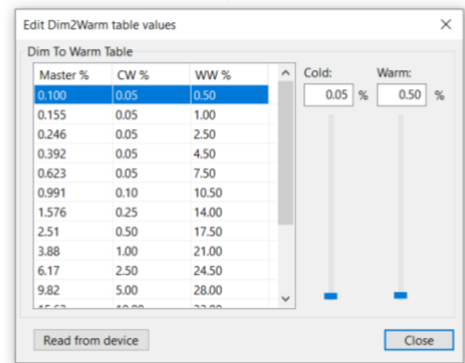 Edit Dim2Warm table values
Dim To Warm Table
Master % CW % WW % Cold: Warm:
0.100 0.05 0.50 0.05 % 0.50 %
0.155 0.05 1.00
0.246 0.05 2.50
0.392 0.05 4.50
0.623 0.05 7.50
0.991 0.10 10.50
1.576 0.25 14.00
2.51 0.50 17.50
3.88 1.00 21.00
6.17 2.50 24.50
9.82 5.00 28.00
Read from device Close